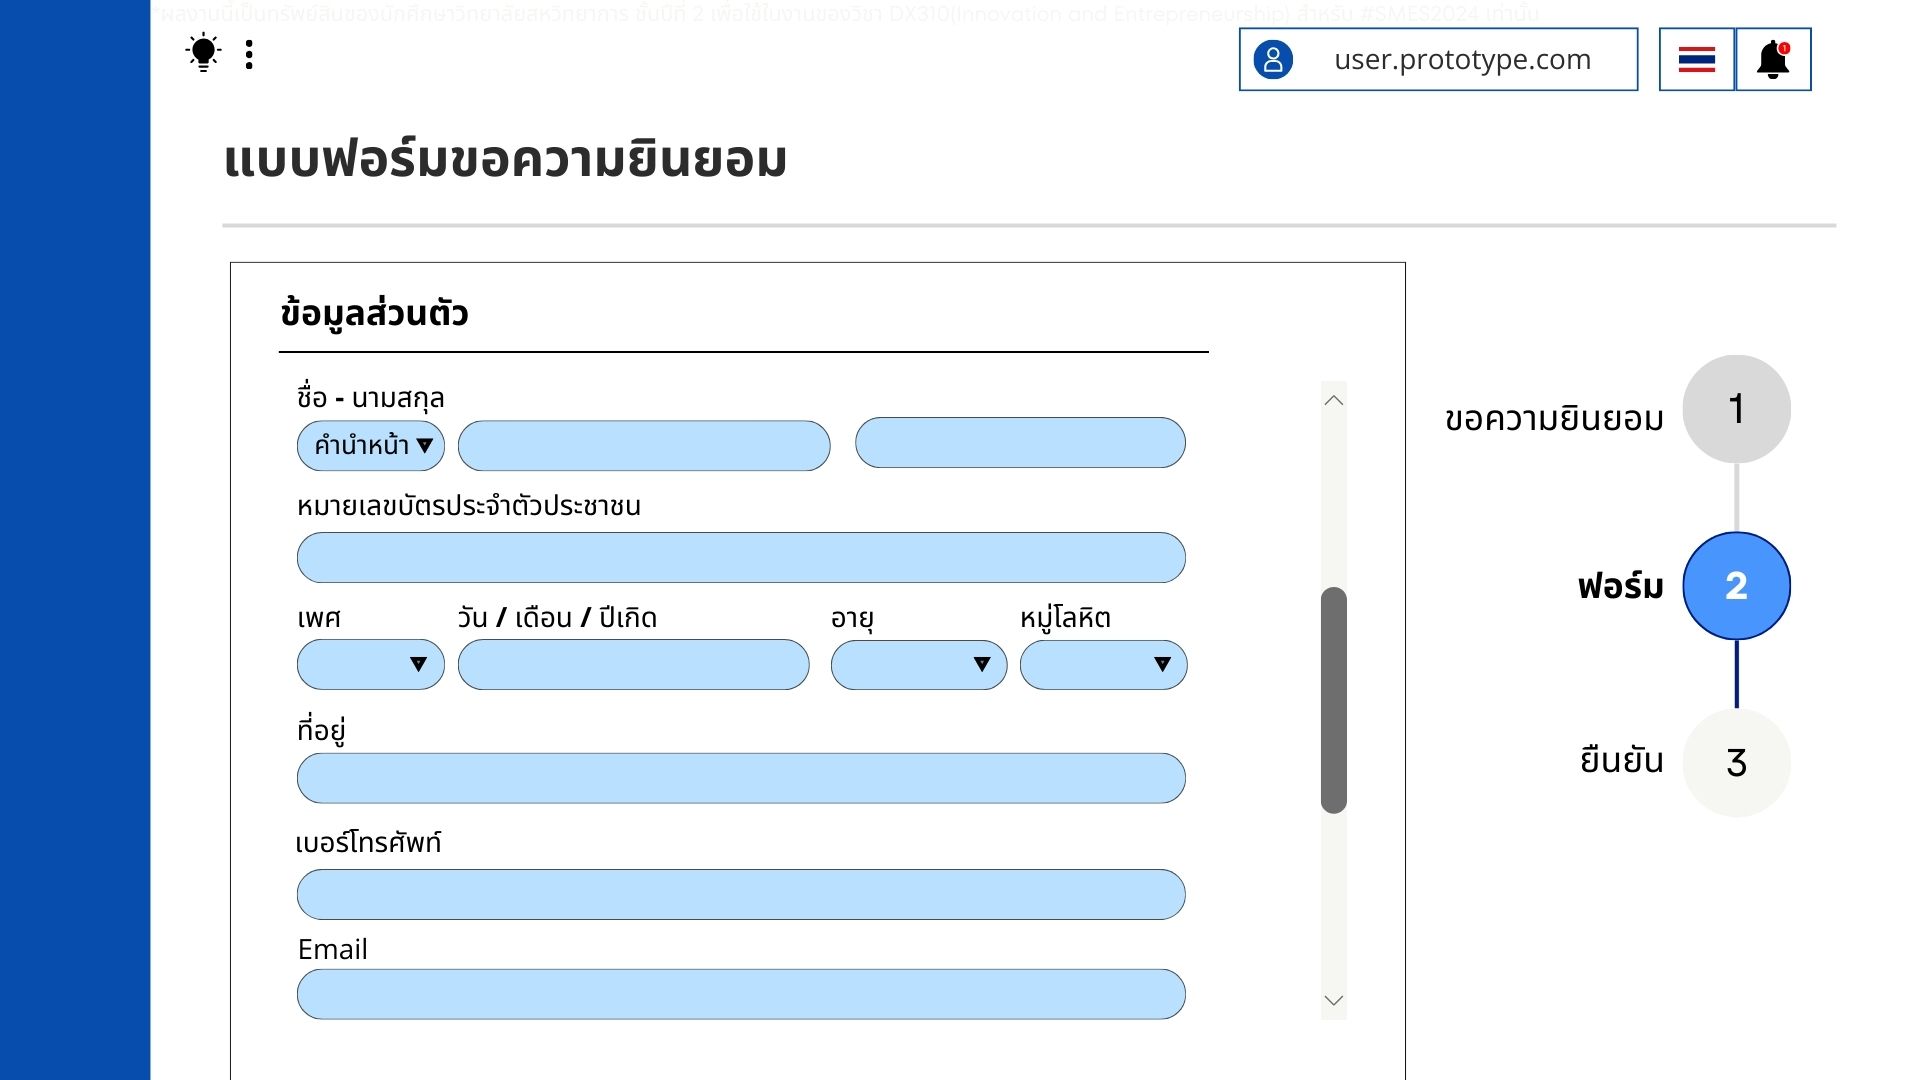 *ผลงานนี้เป็นทรัพย์สินของนักศึกษาวิทยาลัยสหวิทยาการ ชั้นปีที่ 2 เพื่อใช้ในงานของวิชา DX310(Innovation and Entrepreneurship) สำหรับ #SMES2024 เท่านั้น
user.prototype.com
1
แบบฟอร์มขอความยินยอม
ข้อมูลส่วนตัว
ชื่อ - นามสกุล
คำนำหน้า
หมายเลขบัตรประจำตัวประชาชน
เพศ วัน / เดือน / ปีเกิด อายุ หมู่โลหิต
ที่อยู่
เบอร์โทรศัพท์
Email
ขอความยินยอม 1
ฟอร์ม 2
ยืนยัน 3